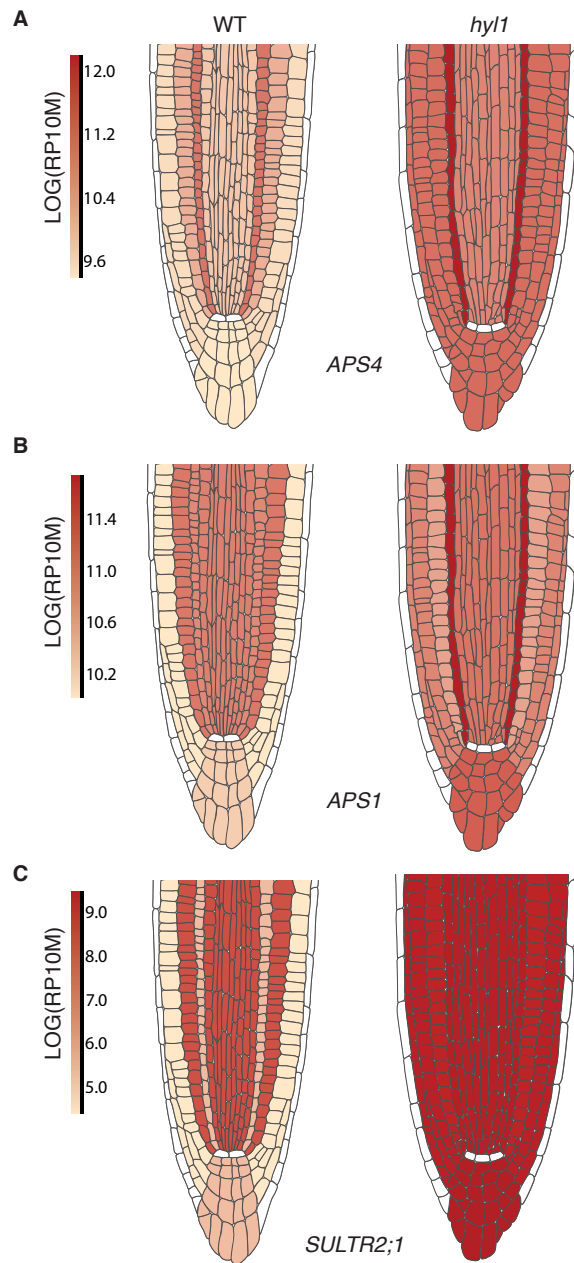 A
WT
hyl1
LOG(RP10M)
12.0
11.2
10.4
9.6
APS4
B
LOG(RP10M)
11.4
11.0
10.6
10.2
APS1
C
LOG(RP10M)
9.0
8.0
7.0
6.0
5.0
SULTR2;1